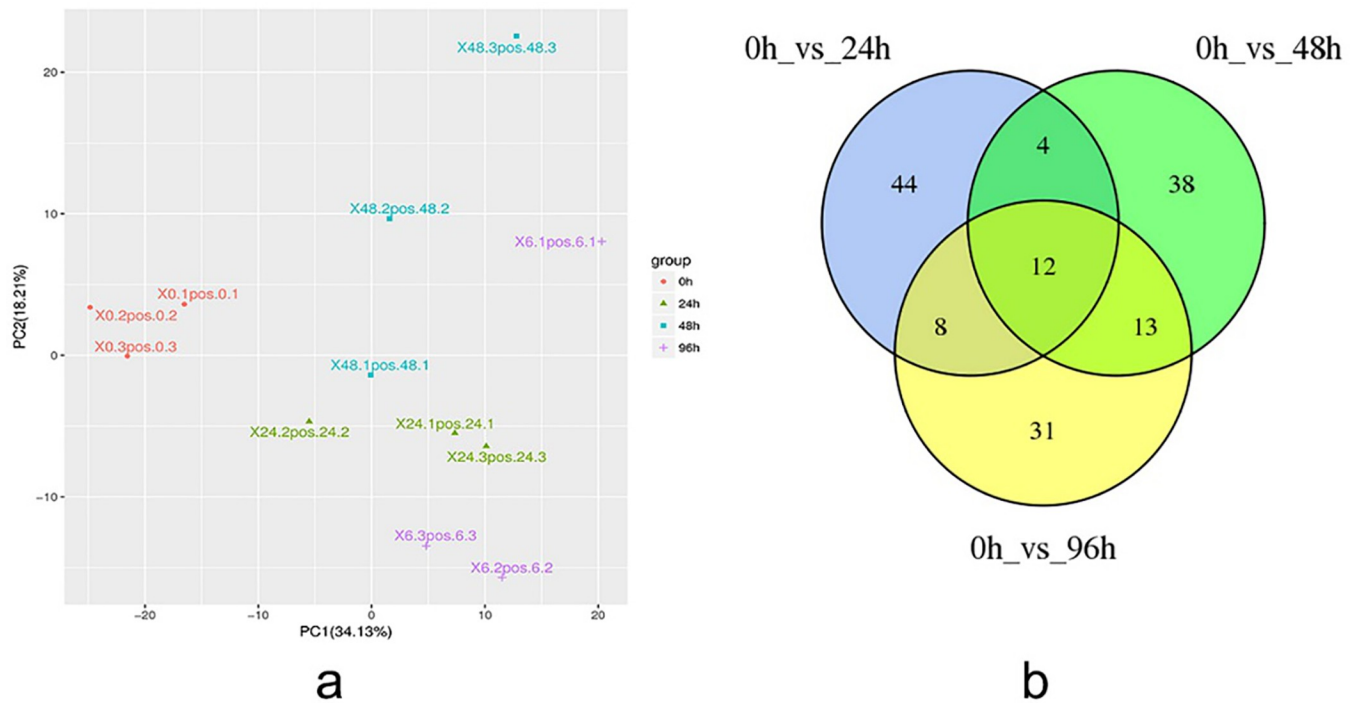 X48.3pos.48.3
20
X48.2pos.48.2
10
X6.1pos.6.1
X0.1pos.0.1
X0.2pos.0.2
X0.3pos.0.3
0
X48.1pos.48.1
X24.1pos.24.1
X24.2pos.24.2
X24.3pos.24.3
−10
X6.3pos.6.3
X6.2pos.6.2
−20 −10 0 10 20
PC1(34.13%)
PC2(18.21%)
group
0h
24h
48h
96h
a
0h_vs_24h 0h_vs_48h
4
44 38
12
8 13
31
0h_vs_96h
b